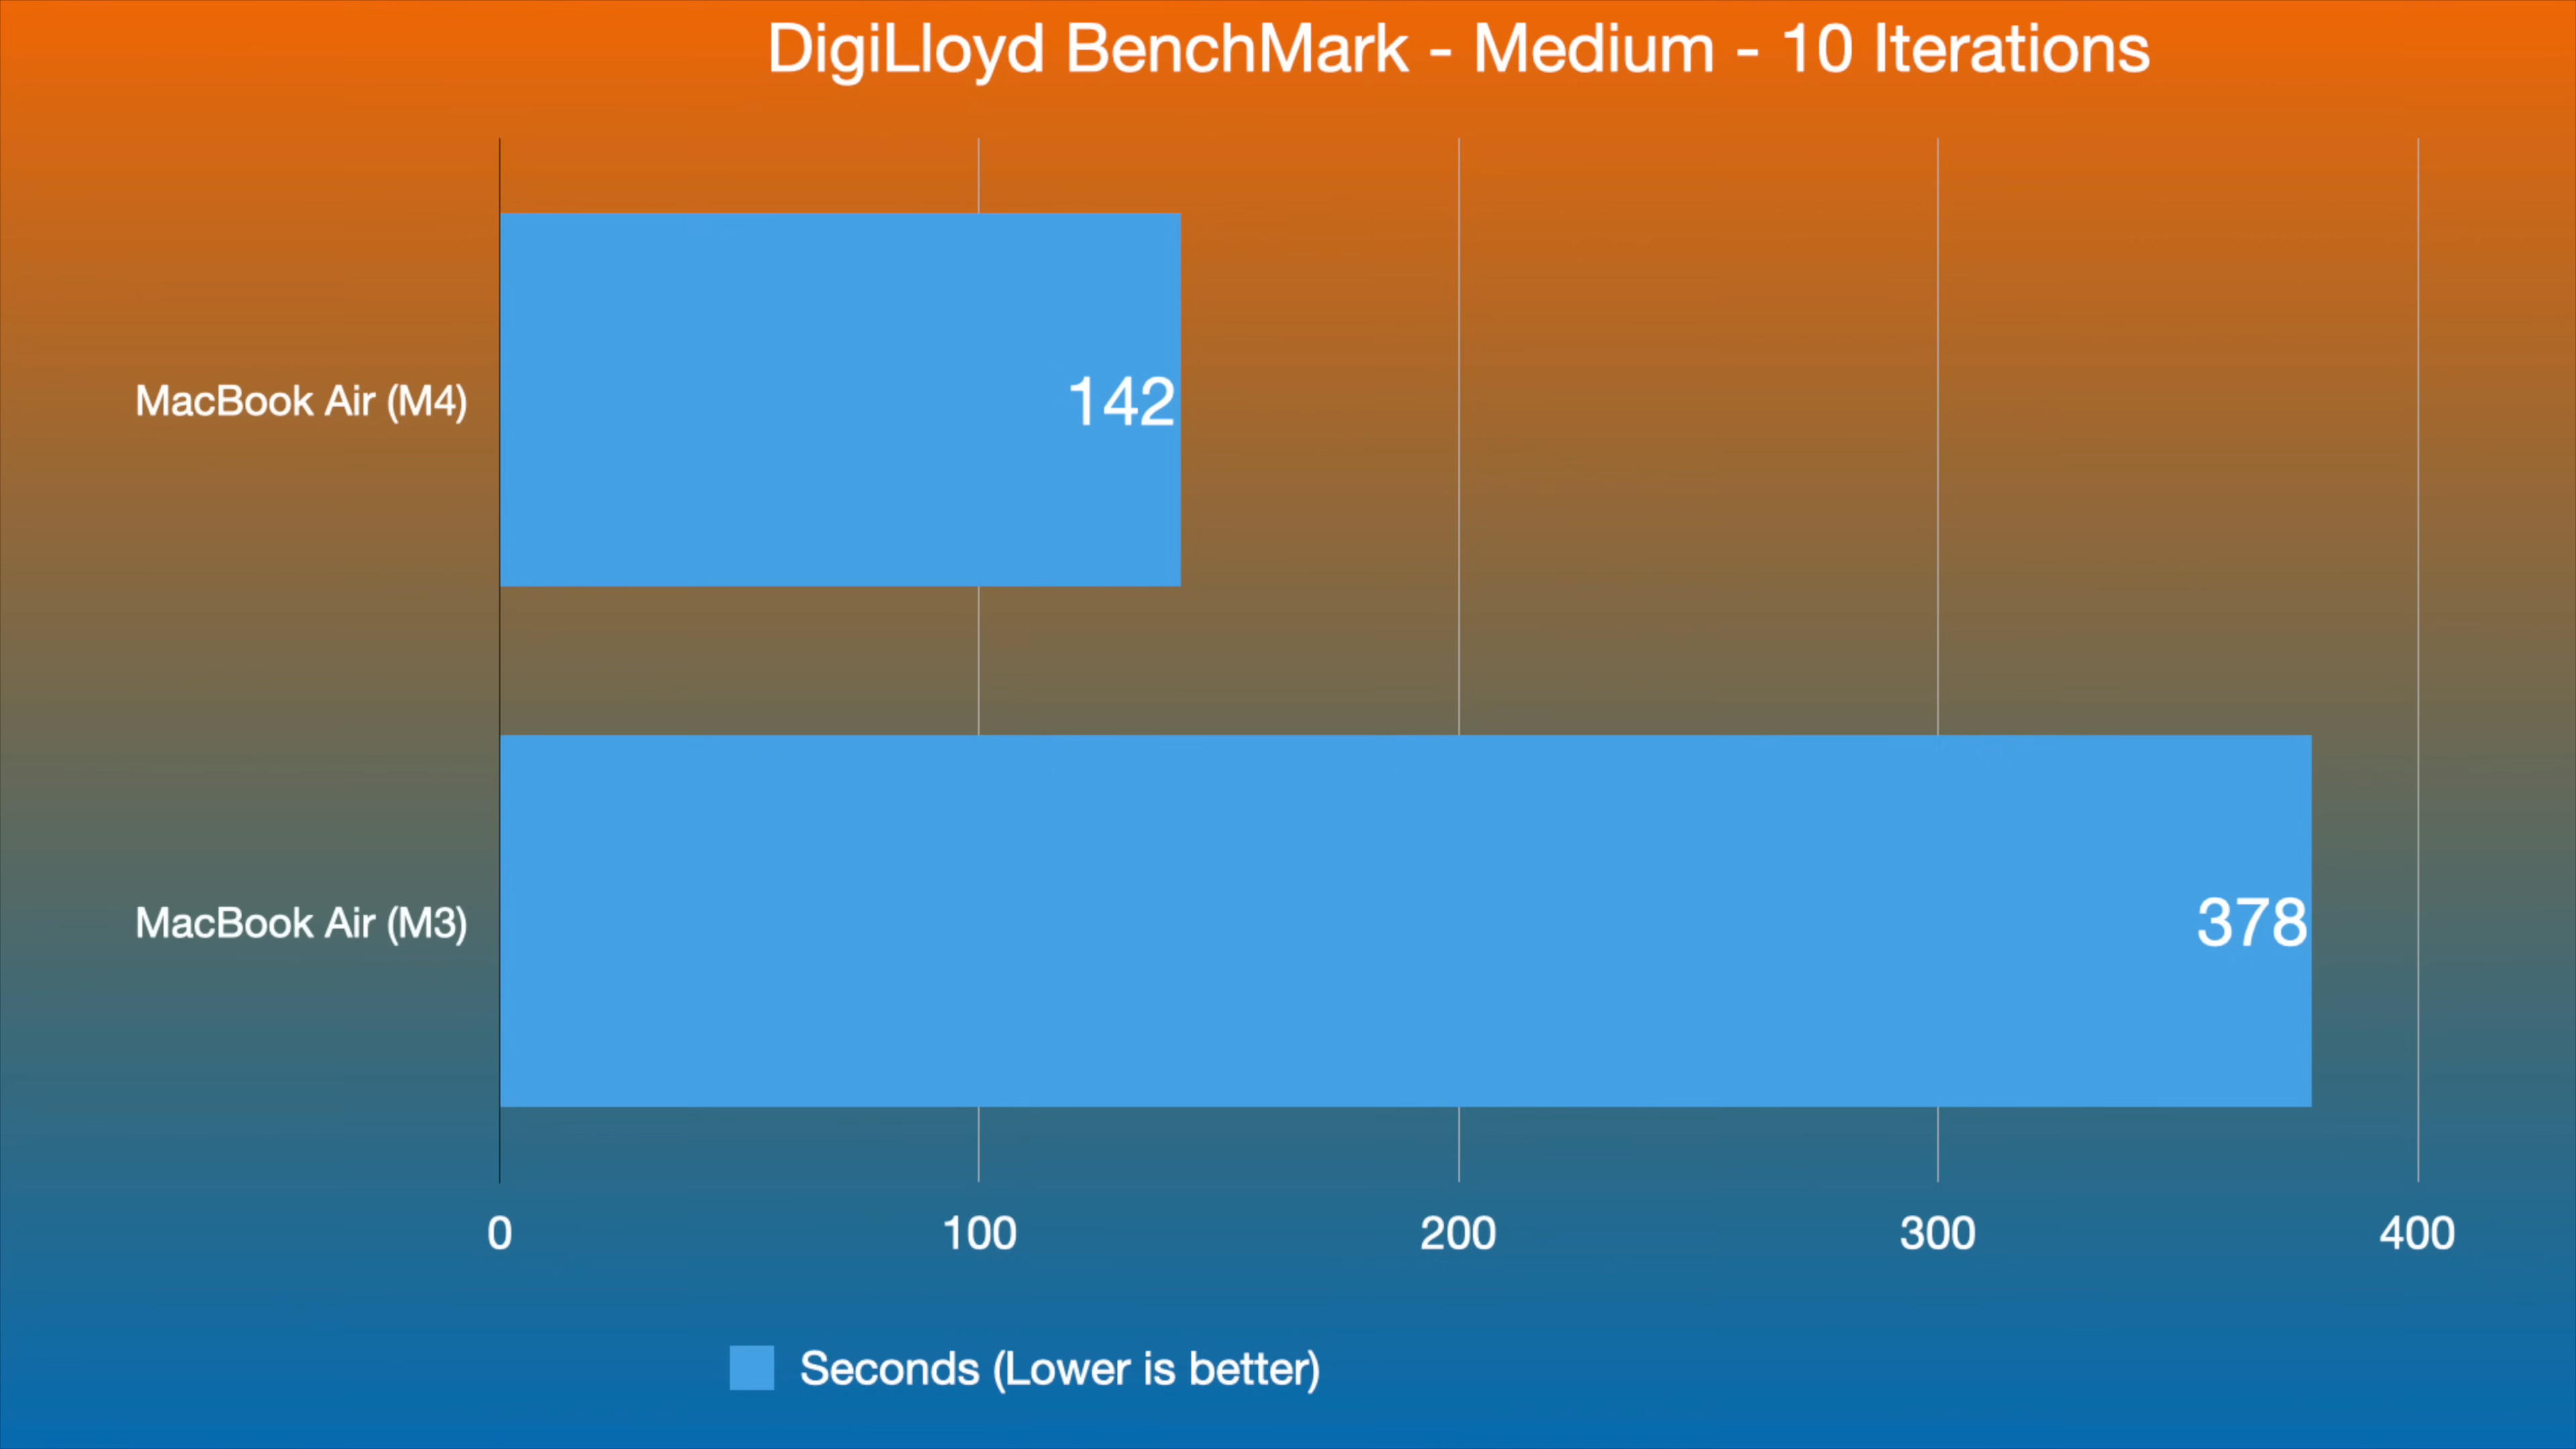 DigiLloyd BenchMark - Medium - 10 Iterations
MacBook Air (M4)
142
MacBook Air (M3)
378
0 100 200 300 400
Seconds (Lower is better)